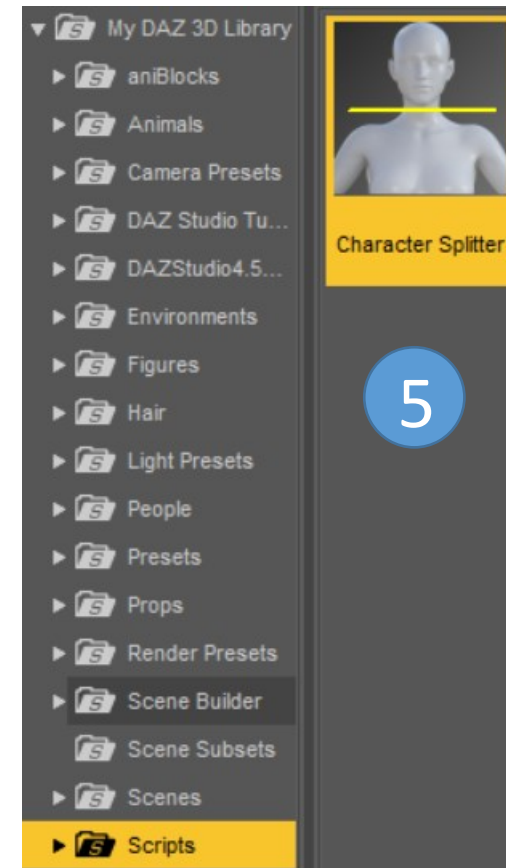 My DAZ 3D Library
aniBlocks
Animals
Camera Presets
DAZ Studio Tu...
DAZStudio4.5...
Environments
Figures
Hair
Light Presets
People
Presets
Props
Render Presets
Scene Builder
Scene Subsets
Scenes
Scripts
Character Splitter
5